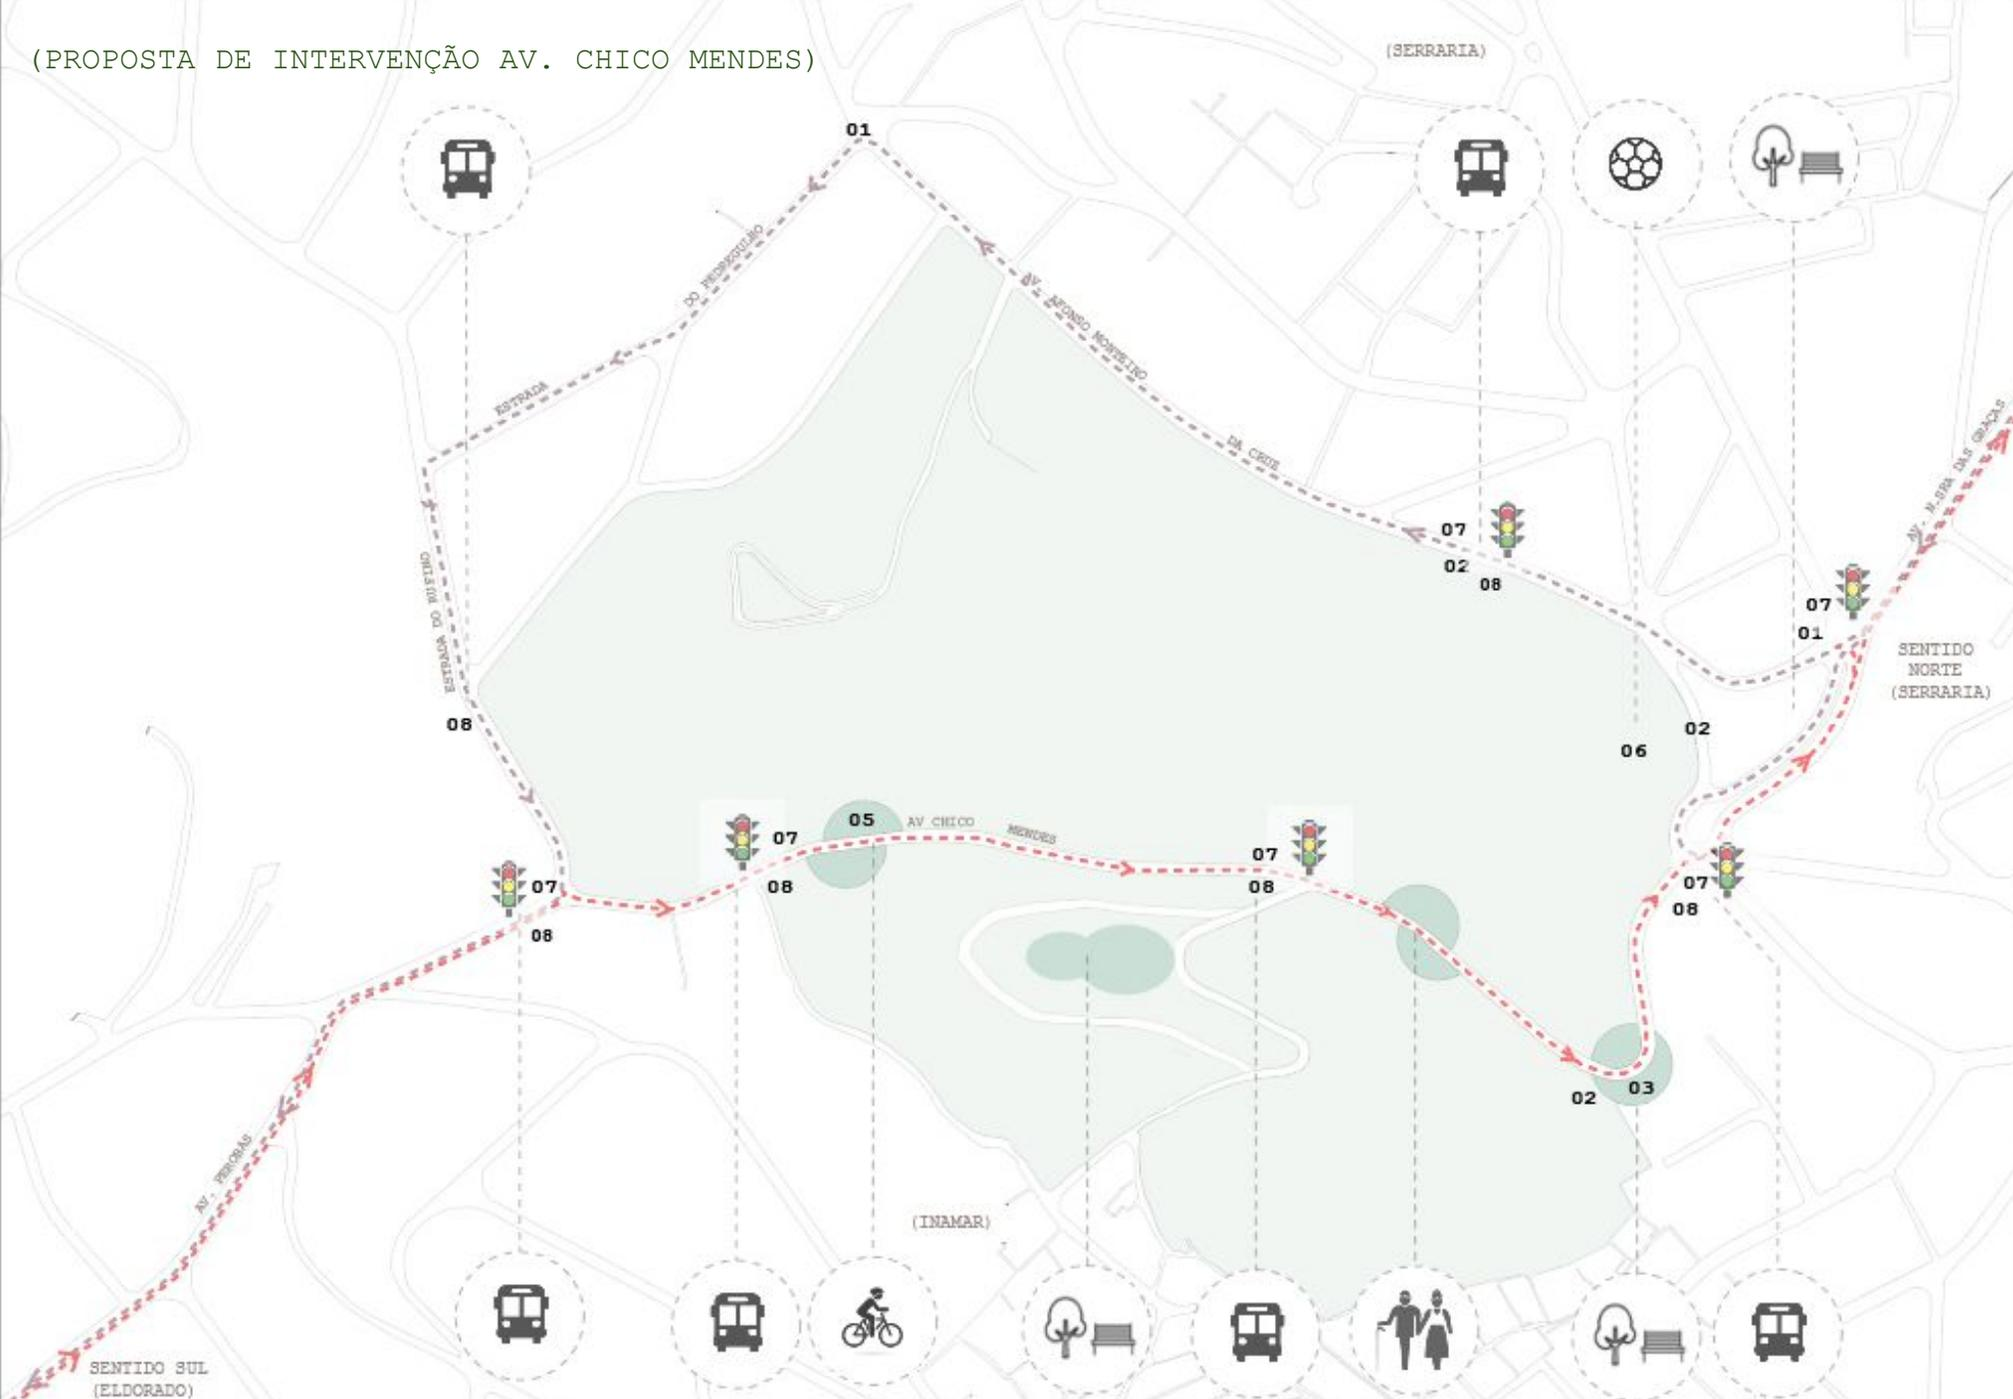 (PROPOSTA DE INTERVENÇÃO AV. CHICO MENDES)
(SERRARIA)
01
DO PEDREGULHO
AV. AFONSO MONTEIRO
ESTRADA
DA CRUZ
AV. N.SRA DAS GRAÇAS
07
02
08
07
01
ESTRADA DO RUFINO
SENTIDO
NORTE
(SERRARIA)
08
02
06
05
AV CHICO
MENDES
07
07
08
08
07
08
07
08
08
02
03
AV. PEROBAS
(INAMAR)
SENTIDO SUL
(ELDORADO)